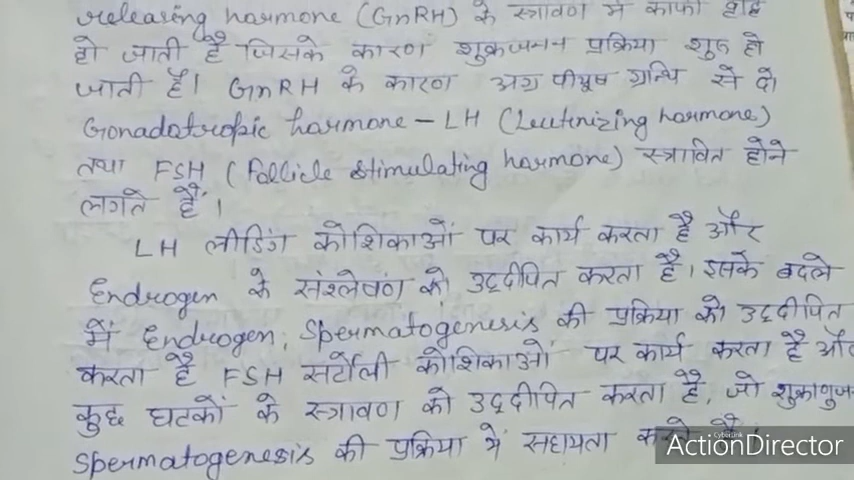 releasing harmone (GnRH) के स्त्रावण में काफी
हो जाती है जिसके कारण शुक्रजनन प्रक्रिया शुरु हो
जाती है। GnRH के कारण अग्र पीयूष ग्रन्थि से दो
Gonadotropic harmone - LH (Leutinizing harmone)
तथा FSH (Follicle stimulating harmone) स्त्रावित होने
लगते हैं।
LH लीडिंग कोशिकाओं पर कार्य करता है और
Endrogen के संश्लेषण को उद्दीपित करता है। इसके बदले
में Endrogen, Spermatogenesis की प्रक्रिया को उद्दीपित
करता है FSH सर्टोली कोशिकाओं पर कार्य करता है और
कुछ घटकों के स्त्रावण को उद्दीपित करता है, जो
Spermatogenesis की प्रक्रिया में सहायता
CyberLink
ActionDirector